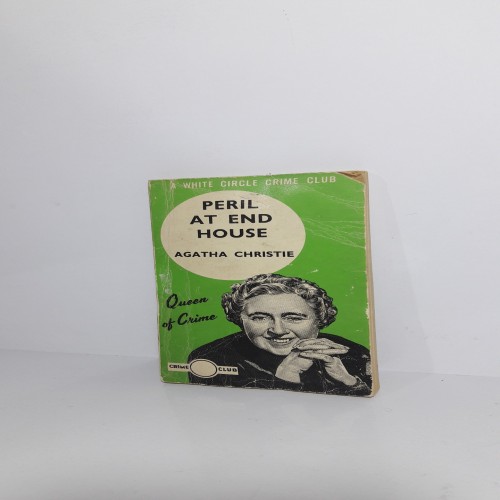 A WHITE CIRCLE CRIME CLUB
PERIL
AT END
HOUSE
AGATHA CHRISTIE
Queen
of Crime
CRIME CLUB